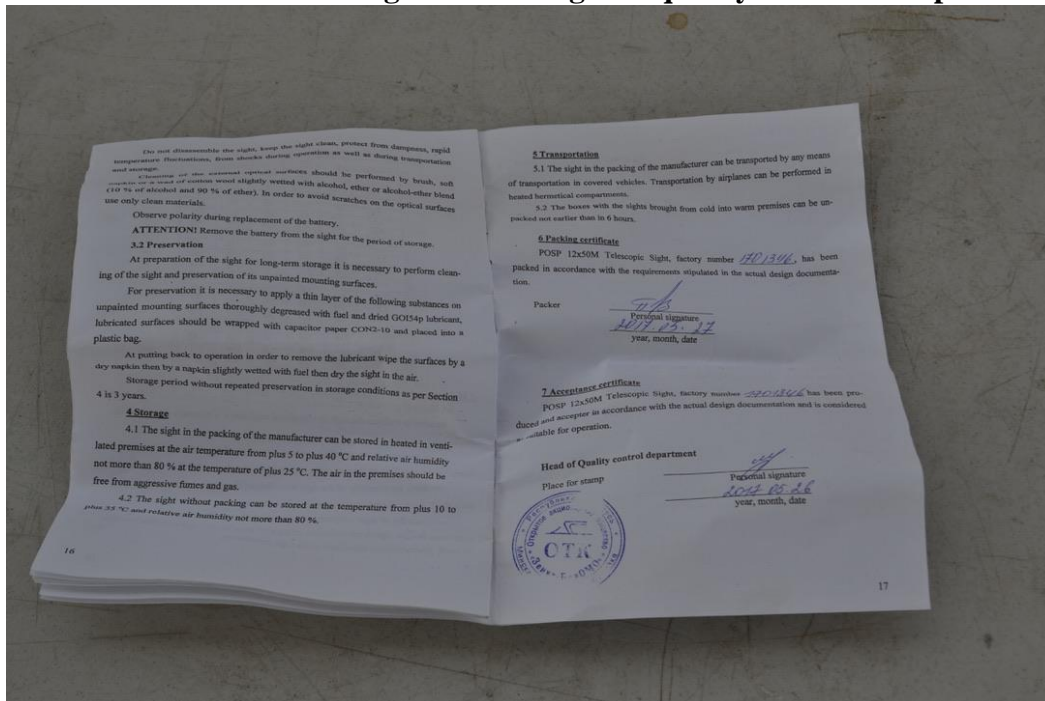 Do not disassemble the sight, keep the sight clean, protect from dampness, rapid
temperature fluctuations, from shocks during operation as well as during transportation
and storage.
Cleaning of the external optical surfaces should be performed by brush, soft
napkin or a wad of cotton wool slightly wetted with alcohol, ether or alcohol-ether blend
(10 % of alcohol and 90 % of ether). In order to avoid scratches on the optical surfaces
use only clean materials.
Observe polarity during replacement of the battery.
ATTENTION! Remove the battery from the sight for the period of storage.
3.2 Preservation
At preparation of the sight for long-term storage it is necessary to perform clean-
ing of the sight and preservation of its unpainted mounting surfaces.
For preservation it is necessary to apply a thin layer of the following substances on
unpainted mounting surfaces thoroughly degreased with fuel and dried GOI54p lubricant,
lubricated surfaces should be wrapped with capacitor paper CON2-10 and placed into a
plastic bag.
At putting back to operation in order to remove the lubricant wipe the surfaces by a
dry napkin then by a napkin slightly wetted with fuel then dry the sight in the air.
Storage period without repeated preservation in storage conditions as per Section
4 is 3 years.
4 Storage
4.1 The sight in the packing of the manufacturer can be stored in heated in venti-
lated premises at the air temperature from plus 5 to plus 40 °C and relative air humidity
not more than 80 % at the temperature of plus 25 °C. The air in the premises should be
free from aggressive fumes and gas.
4.2 The sight without packing can be stored at the temperature from plus 10 to
plus 35 °C and relative air humidity not more than 80 %.
16
5 Transportation
5.1 The sight in the packing of the manufacturer can be transported by any means
of transportation in covered vehicles. Transportation by airplanes can be performed in
heated hermetical compartments.
5.2 The boxes with the sights brought from cold into warm premises can be un-
packed not earlier than in 6 hours.
6 Packing certificate
POSP 12x50M Telescopic Sight, factory number 1701346, has been
packed in accordance with the requirements stipulated in the actual design documenta-
tion.
Packer
Personal signature
2017 05. 27
year, month, date
7 Acceptance certificate
POSP 12x50M Telescopic Sight, factory number 1701346 has been pro-
duced and accepter in accordance with the actual design documentation and is considered
suitable for operation.
Head of Quality control department
Place for stamp
Personal signature
2017 05 26
year, month, date
ОТК
17